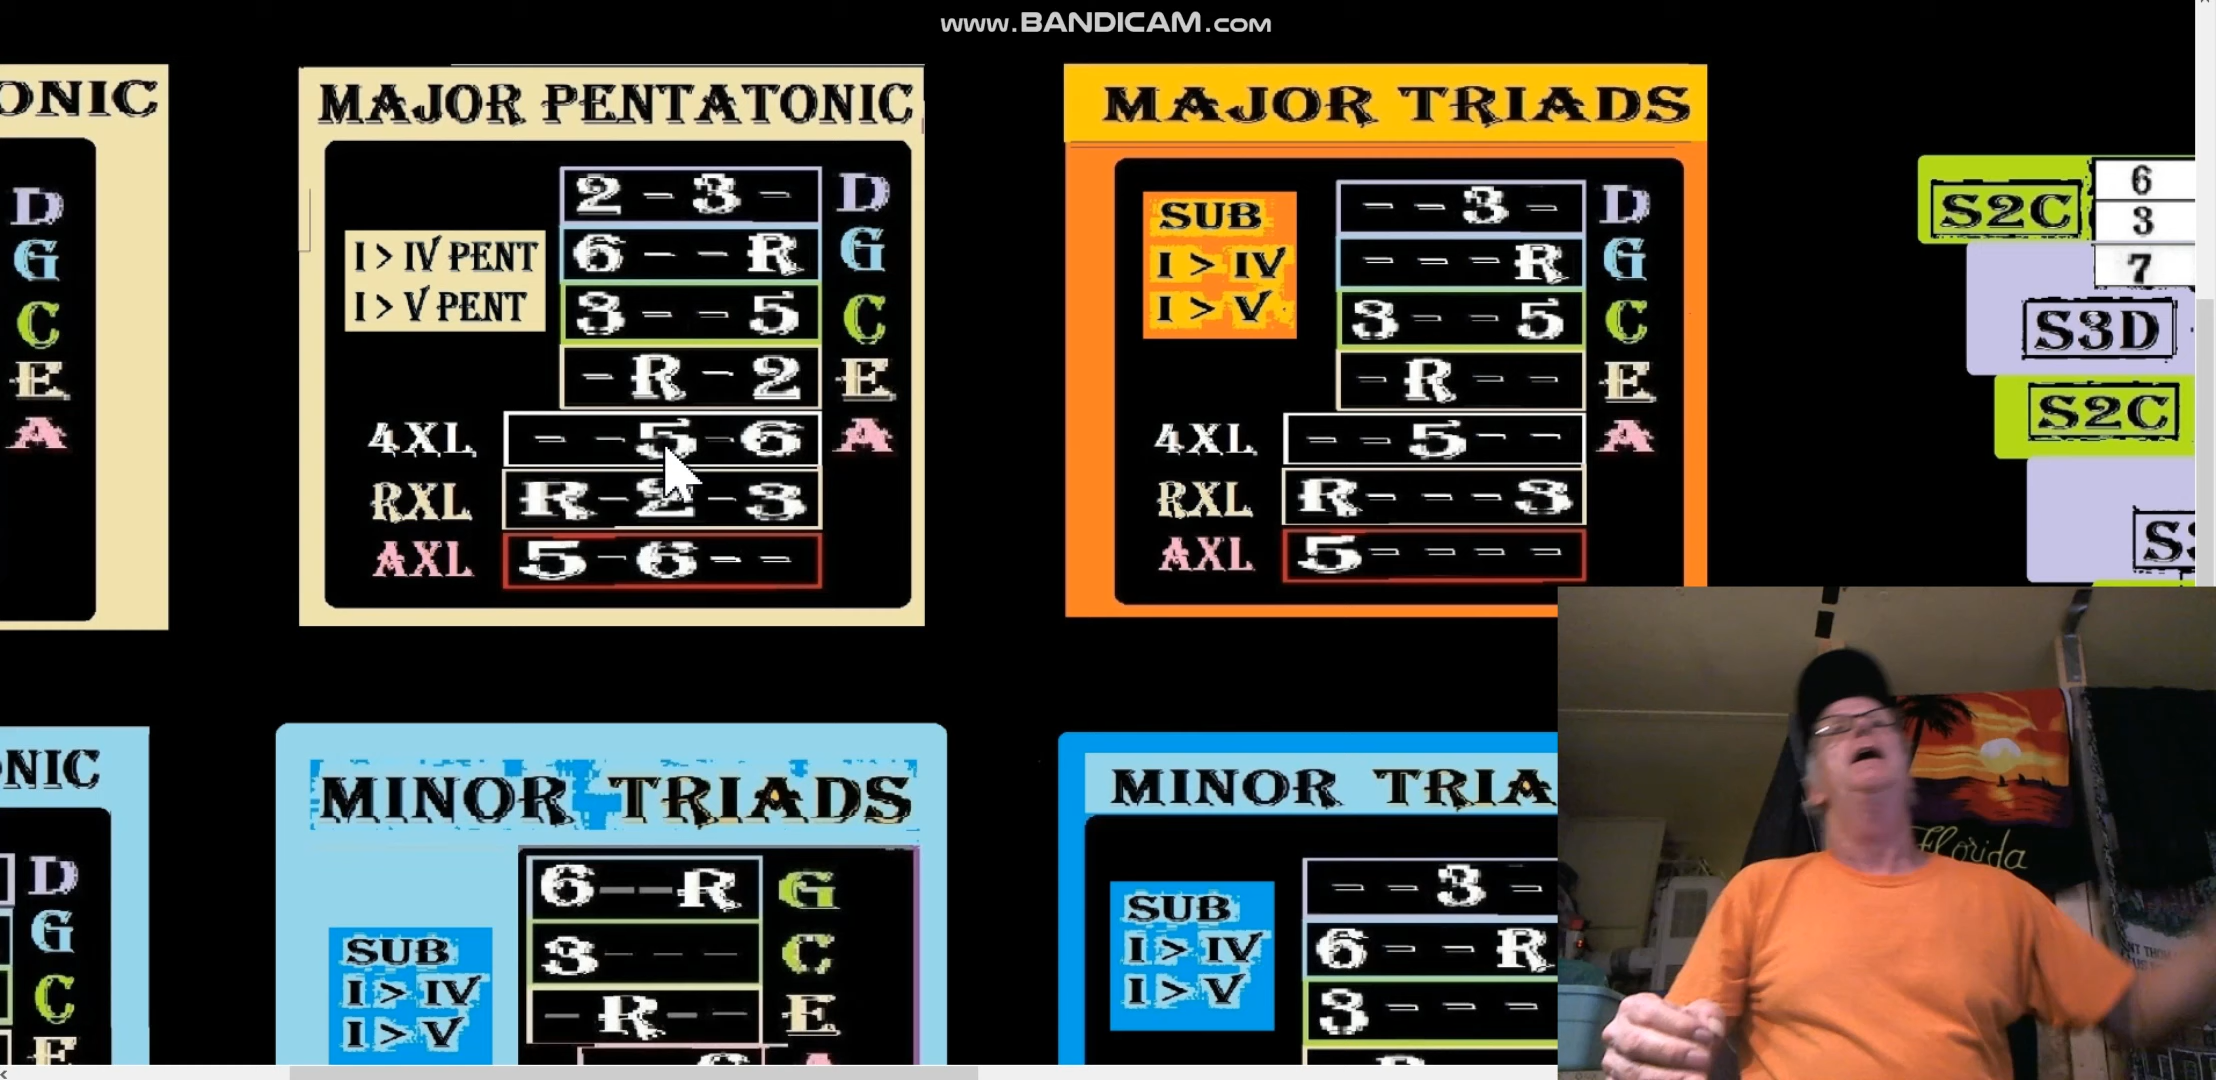 www.BANDICAM.com
ONIC
D
G
C
E
A
MAJOR PENTATONIC
I > IV PENT
I > V PENT
2 - 3 - D
6 - - R G
3 - - 5 C
- R - 2 E
4XL - - 5 - 6 A
RXL R - 2 - 3
AXL 5 - 6 - -
MAJOR TRIADS
SUB
I > IV
I > V
- - 3 - D
- - - R G
3 - - 5 C
- R - - E
4XL - - 5 - - A
RXL R - - - 3
AXL 5 - - - -
S2C
6
3
7
S3D
S2C
NIC
D
G
C
E
MINOR TRIADS
SUB
I > IV
I > V
6 - - R G
3 - - - C
- R - - E
MINOR TRIA
SUB
I > IV
I > V
- - 3 -
6 - - R
3 - - -
Florida